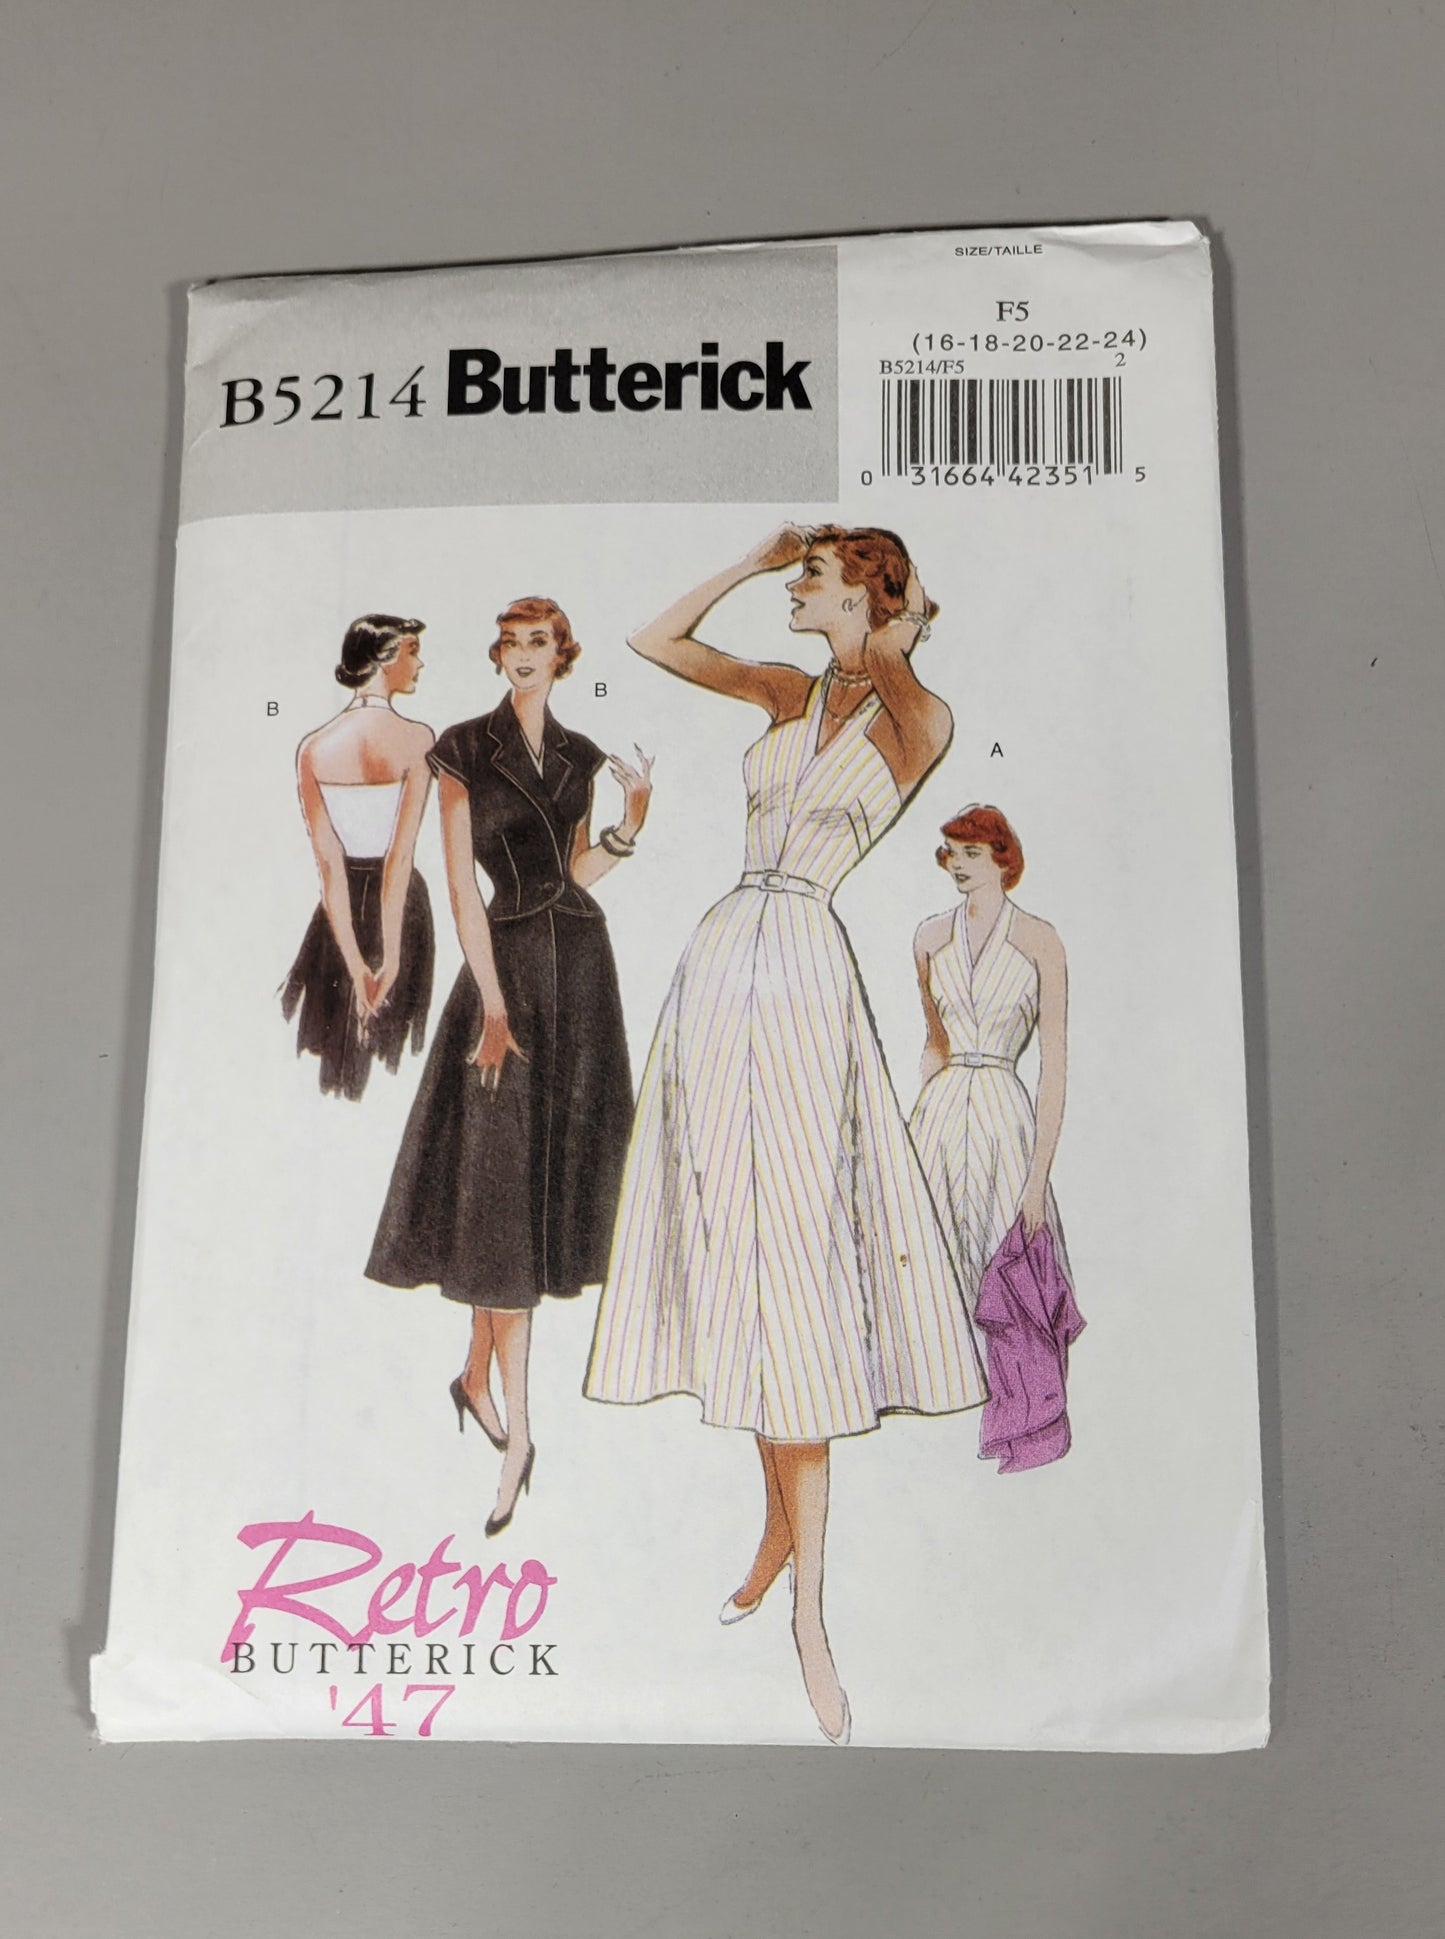 SIZE/TAILLE
F5
(16-18-20-22-24)
B5214/F5 2
0 31664 42351 5
B5214 Butterick
B
B
A
Retro
BUTTERICK
'47